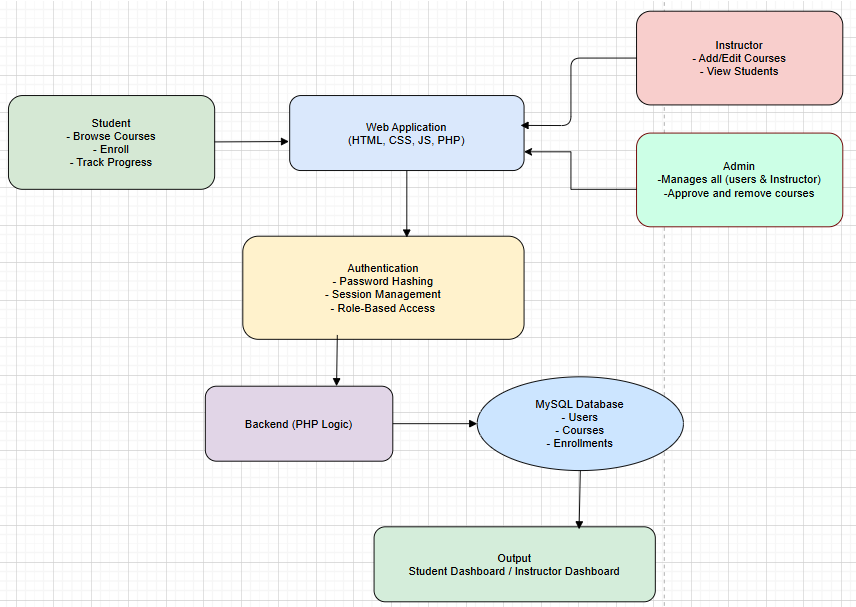 Instructor
- Add/Edit Courses
- View Students
Student
- Browse Courses
- Enroll
- Track Progress
Web Application
(HTML, CSS, JS, PHP)
Admin
-Manages all (users & Instructor)
-Approve and remove courses
Authentication
- Password Hashing
- Session Management
- Role-Based Access
Backend (PHP Logic)
MySQL Database
- Users
- Courses
- Enrollments
Output
Student Dashboard / Instructor Dashboard